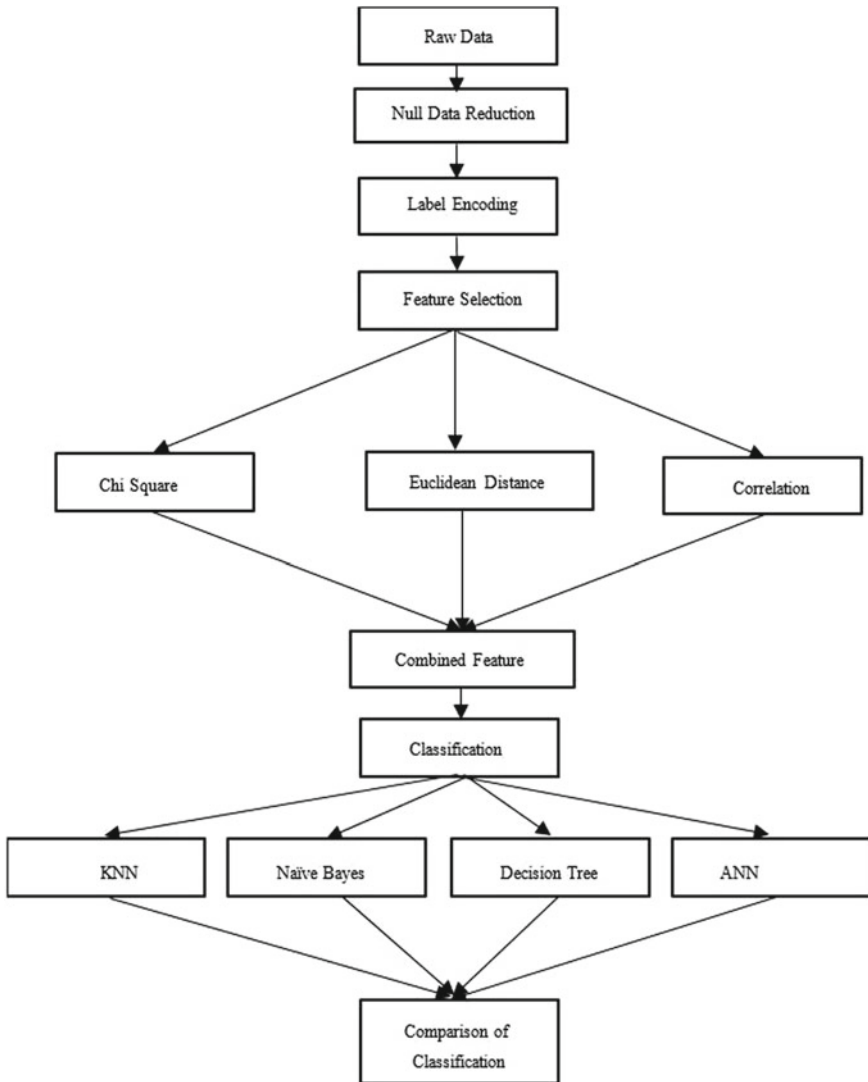 Raw Data
Null Data Reduction
Label Encoding
Feature Selection
Chi Square
Euclidean Distance
Correlation
Combined Feature
Classification
KNN
Naïve Bayes
Decision Tree
ANN
Comparison of
Classification